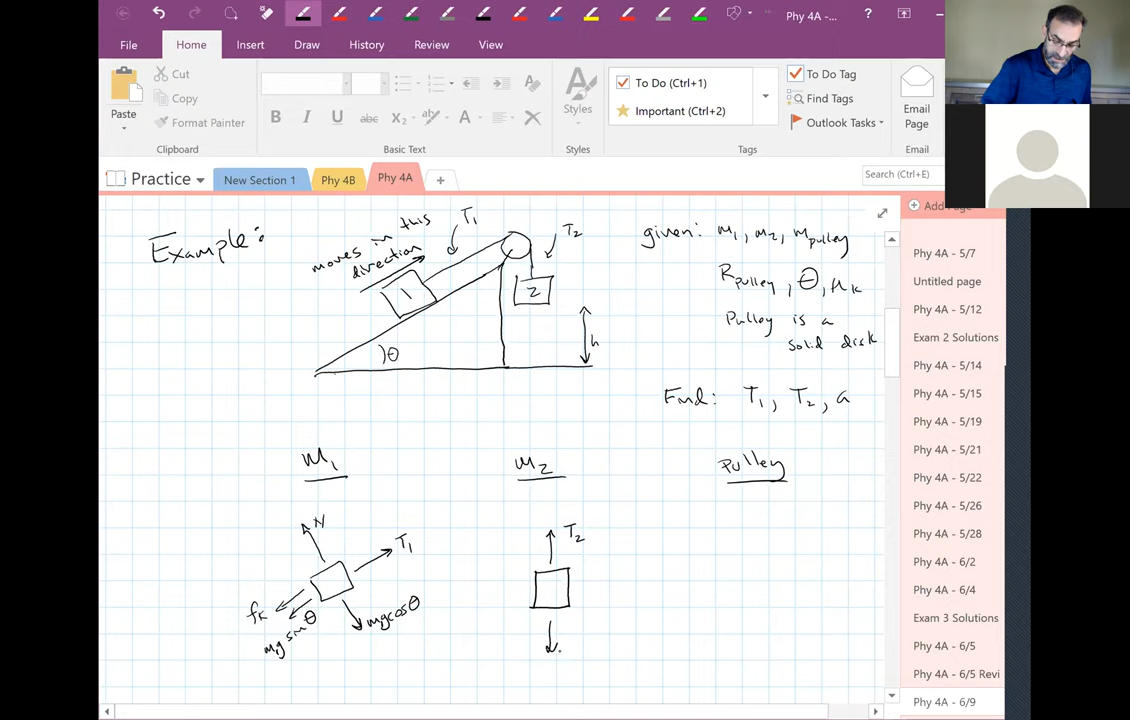 Phy 4A -...
?
File
Home
Insert
Draw
History
Review
View
Paste
Cut
Copy
Format Painter
Clipboard
B I U abc X₂ A
Basic Text
Styles
Styles
To Do (Ctrl+1)
Important (Ctrl+2)
To Do Tag
Find Tags
Outlook Tasks
Tags
Email
Page
Email
Practice
New Section 1
Phy 4B
Phy 4A
+
Search (Ctrl+E)
Add Page
Phy 4A - 5/7
Untitled page
Phy 4A - 5/12
Exam 2 Solutions
Phy 4A - 5/14
Phy 4A - 5/15
Phy 4A - 5/19
Phy 4A - 5/21
Phy 4A - 5/22
Phy 4A - 5/26
Phy 4A - 5/28
Phy 4A - 6/2
Phy 4A - 6/4
Exam 3 Solutions
Phy 4A - 6/5
Phy 4A - 6/5 Revi
Phy 4A - 6/9
Example:
moves in this
direction
T₁
T₂
1
2
θ
h
given: m₁, m₂, mpulley
Rpulley, θ, μk
Pulley is a
solid disk
Find: T₁, T₂, a
m₁
m₂
Pulley
N
T₁
fk
mg sinθ
mgcosθ
T₂